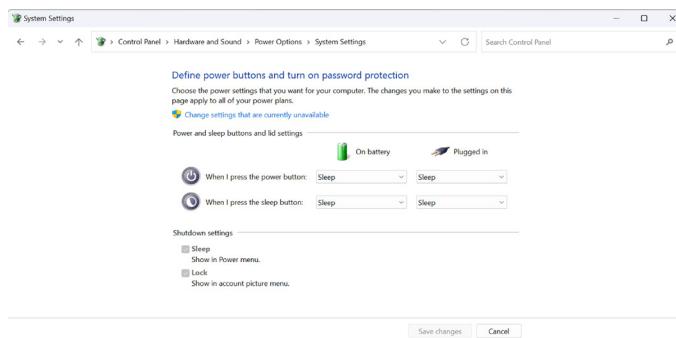 System Settings
Control Panel > Hardware and Sound > Power Options > System Settings
Search Control Panel
Define power buttons and turn on password protection
Choose the power settings that you want for your computer. The changes you make to the settings on this
page apply to all of your power plans.
Change settings that are currently unavailable
Power and sleep buttons and lid settings
On battery Plugged in
When I press the power button: Sleep Sleep
When I press the sleep button: Sleep Sleep
Shutdown settings
Sleep
Show in Power menu.
Lock
Show in account picture menu.
Save changes Cancel